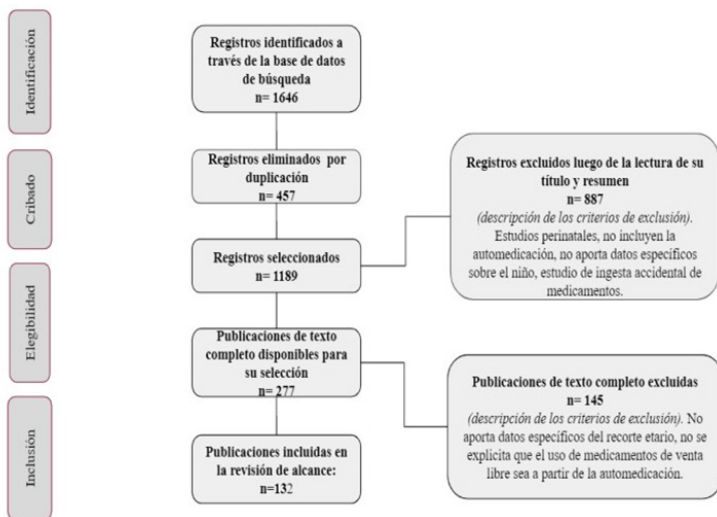 Identificación
Registros identificados a
través de la base de datos
de búsqueda
n= 1646
Cribado
Registros eliminados por
duplicación
n= 457
Registros excluidos luego de la lectura de su
título y resumen
n= 887
(descripción de los criterios de exclusión).
Estudios perinatales, no incluyen la
automedicación, no aporta datos específicos
sobre el niño, estudio de ingesta accidental de
medicamentos.
Registros seleccionados
n= 1189
Elegibilidad
Publicaciones de texto
completo disponibles para
su selección
n= 277
Publicaciones de texto completo excluidas
n= 145
(descripción de los criterios de exclusión). No
aporta datos específicos del recorte etario, no se
explicita que el uso de medicamentos de venta
libre sea a partir de la automedicación.
Inclusión
Publicaciones incluidas en
la revisión de alcance:
n=132